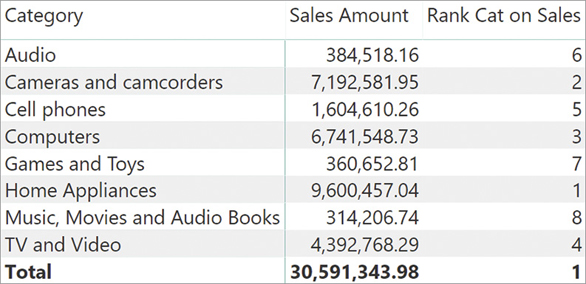 Category Sales Amount Rank Cat on Sales
Audio 384,518.16 6
Cameras and camcorders 7,192,581.95 2
Cell phones 1,604,610.26 5
Computers 6,741,548.73 3
Games and Toys 360,652.81 7
Home Appliances 9,600,457.04 1
Music, Movies and Audio Books 314,206.74 8
TV and Video 4,392,768.29 4
Total 30,591,343.98 1